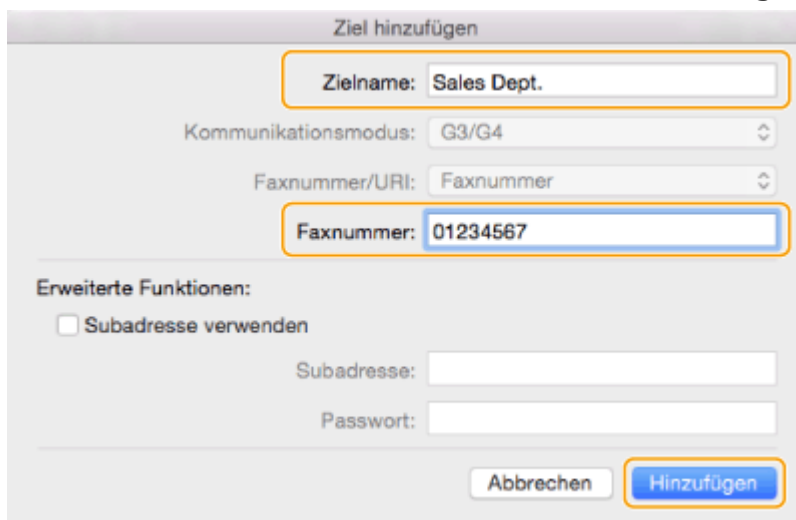 Ziel hinzufügen
Zielname: Sales Dept.
Kommunikationsmodus: G3/G4
Faxnummer/URI: Faxnummer
Faxnummer: 01234567
Erweiterte Funktionen:
Subadresse verwenden
Subadresse:
Passwort:
Abbrechen Hinzufügen